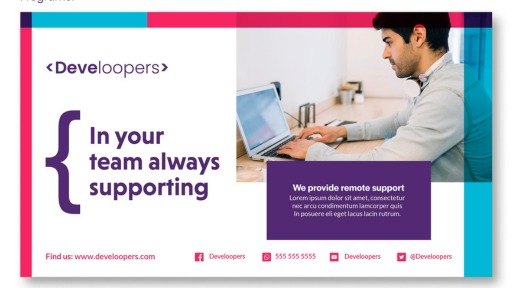 <Develoopers>
{ In your
team always
supporting
We provide remote support
Lorem ipsum dolor sit amet, consectetur
nec arcu condimentum lamcorper quis
In posuere eli eget lacus lacin rutrum.
Find us: www.develoopers.com
Develoopers
555 555 5555
Develoopers
@Develoopers